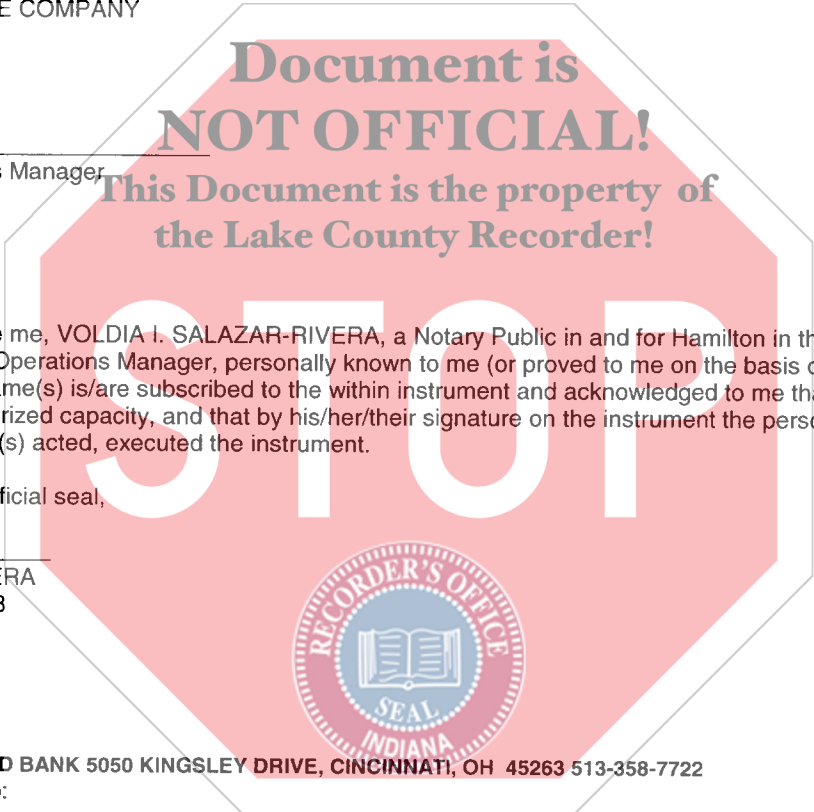 E COMPANY
Document is
NOT OFFICIAL!
s Manager
This Document is the property of
the Lake County Recorder!
STOP
e me, VOLDIA I. SALAZAR-RIVERA, a Notary Public in and for Hamilton in th
Operations Manager, personally known to me (or proved to me on the basis o
ame(s) is/are subscribed to the within instrument and acknowledged to me tha
rized capacity, and that by his/her/their signature on the instrument the perso
(s) acted, executed the instrument.
ficial seal,
ERA
3
RECORDER'S OFFICE
SEAL
INDIANA
D BANK 5050 KINGSLEY DRIVE, CINCINNATI, OH 45263 513-358-7722